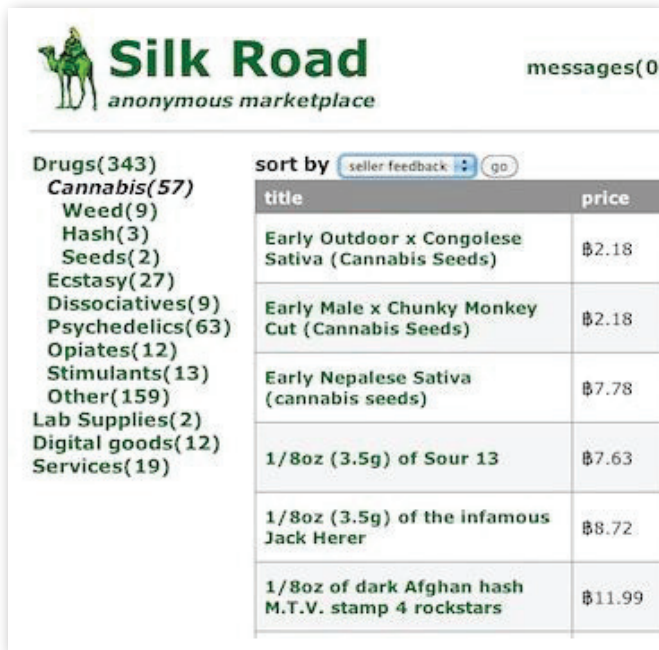 Silk Road
anonymous marketplace
messages(0
Drugs(343)
Cannabis(57)
Weed(9)
Hash(3)
Seeds(2)
Ecstasy(27)
Dissociatives(9)
Psychedelics(63)
Opiates(12)
Stimulants(13)
Other(159)
Lab Supplies(2)
Digital goods(12)
Services(19)
sort by seller feedback go
title price
Early Outdoor x Congolese
Sativa (Cannabis Seeds)
฿2.18
Early Male x Chunky Monkey
Cut (Cannabis Seeds)
฿2.18
Early Nepalese Sativa
(cannabis seeds)
฿7.78
1/8oz (3.5g) of Sour 13
฿7.63
1/8oz (3.5g) of the infamous
Jack Herer
฿8.72
1/8oz of dark Afghan hash
M.T.V. stamp 4 rockstars
฿11.99